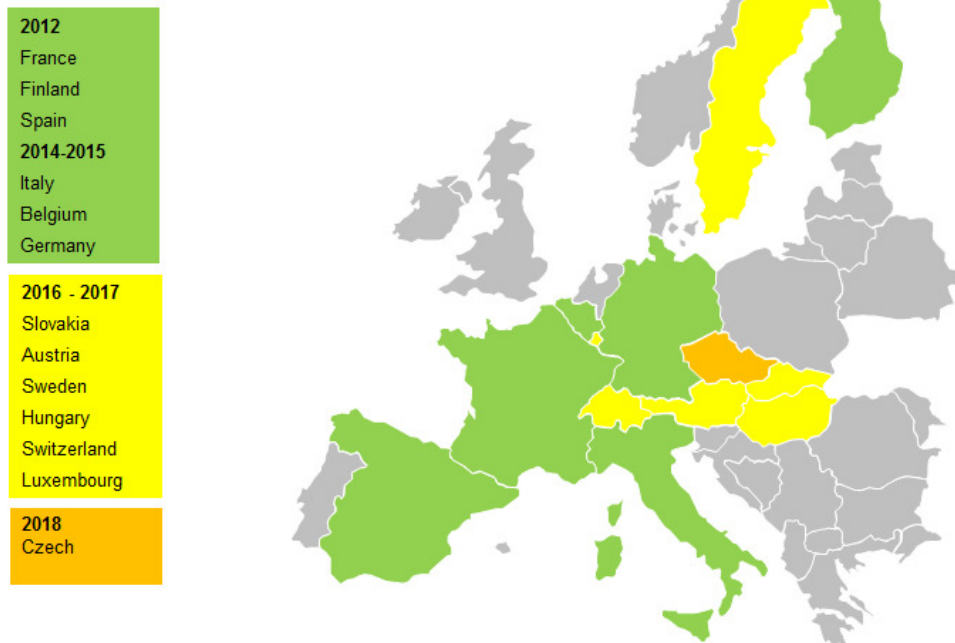 2012
France
Finland
Spain
2014-2015
Italy
Belgium
Germany
2016 - 2017
Slovakia
Austria
Sweden
Hungary
Switzerland
Luxembourg
2018
Czech